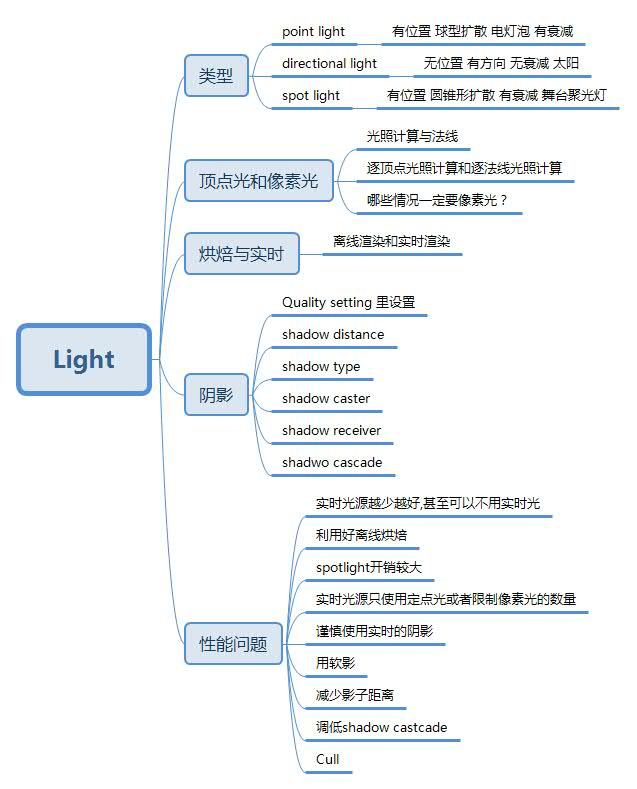 Light
类型
point light
有位置 球型扩散 电灯泡 有衰减
directional light
无位置 有方向 无衰减 太阳
spot light
有位置 圆锥形扩散 有衰减 舞台聚光灯
顶点光和像素光
光照计算与法线
逐顶点光照计算和逐法线光照计算
哪些情况一定要像素光？
烘焙与实时
离线渲染和实时渲染
阴影
Quality setting 里设置
shadow distance
shadow type
shadow caster
shadow receiver
shadwo cascade
性能问题
实时光源越少越好,甚至可以不用实时光
利用好离线烘焙
spotlight开销较大
实时光源只使用定点光或者限制像素光的数量
谨慎使用实时的阴影
用软影
减少影子距离
调低shadow castcade
Cull